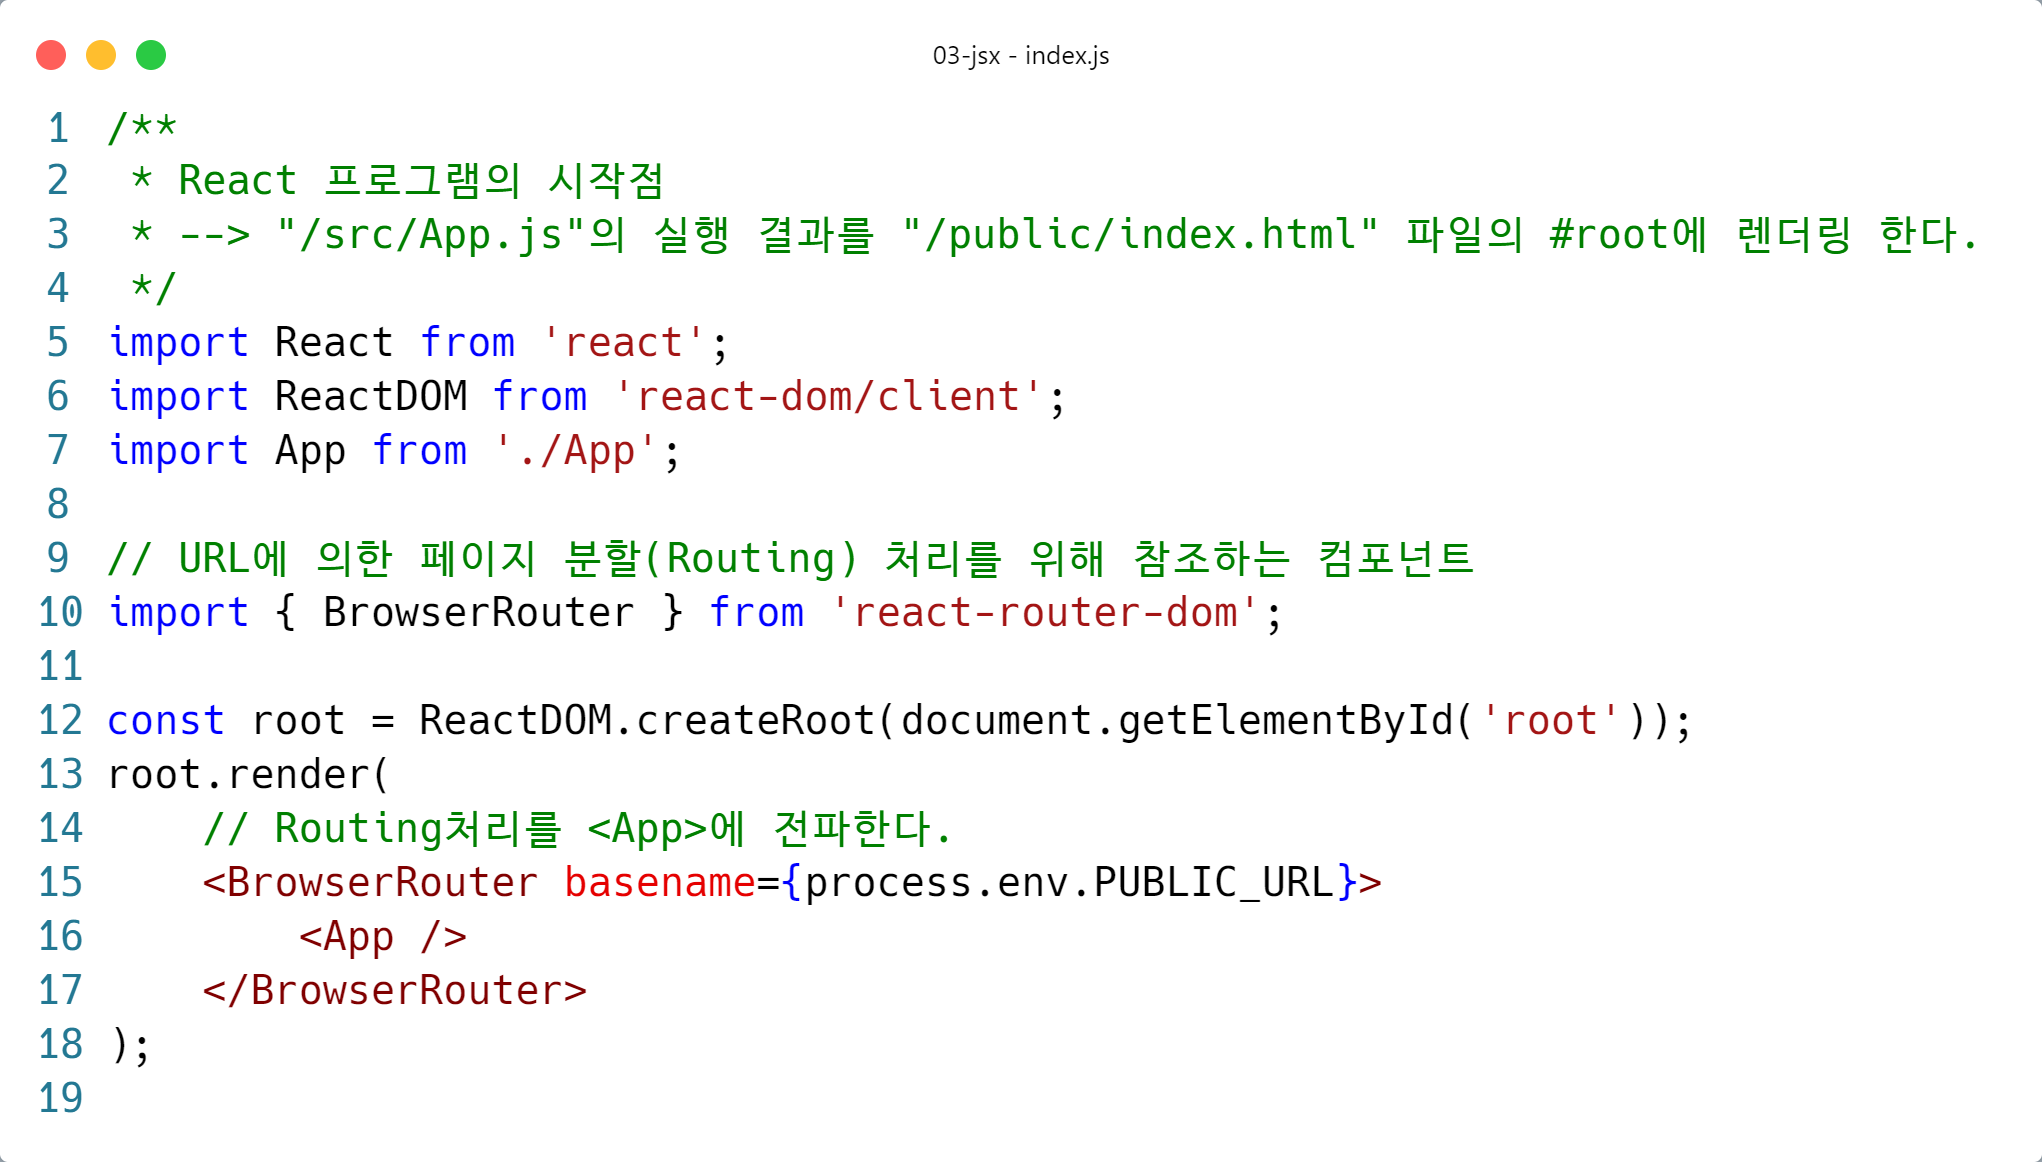 03-jsx - index.js
1 /**
2  * React 프로그램의 시작점
3  * --> "/src/App.js"의 실행 결과를 "/public/index.html" 파일의 #root에 렌더링 한다.
4  */
5 import React from 'react';
6 import ReactDOM from 'react-dom/client';
7 import App from './App';
8
9 // URL에 의한 페이지 분할(Routing) 처리를 위해 참조하는 컴포넌트
10 import { BrowserRouter } from 'react-router-dom';
11
12 const root = ReactDOM.createRoot(document.getElementById('root'));
13 root.render(
14     // Routing처리를 <App>에 전파한다.
15     <BrowserRouter basename={process.env.PUBLIC_URL}>
16         <App />
17     </BrowserRouter>
18 );
19